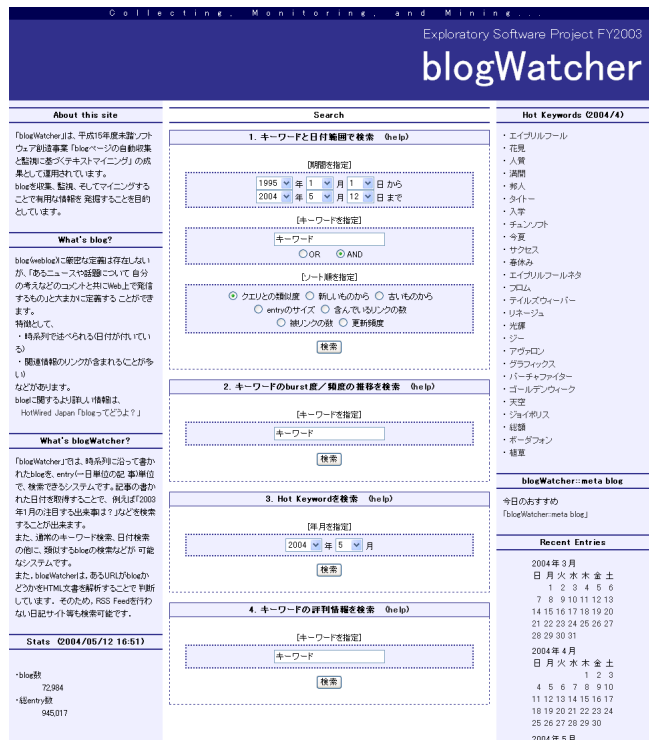 Collecting, Monitoring, and Mining...
Exploratory Software Project FY2003
blogWatcher
About this site
「blogWatcher」は、平成15年度未踏ソフト
ウェア創造事業「blogページの自動収集
と監視に基づくテキストマイニング」の成
果として運用されています。
blogを収集、監視、そしてマイニングする
ことで有用な情報を 発掘することを目的
としています。
What's blog?
blog(weblog)に厳密な定義は存在しない
が、「あるニュースや話題について 自分
の考えなどのコメントと共にWeb上で発信
するもの」と大まかに定義する ことができ
ます。
特徴として、
・時系列で述べられる(日付が付いてい
る)
・関連情報のリンクが含まれる(ことが多
い)
などがあります。
blogに関するより詳しい情報は、
HotWired Japan「blogってどうよ？」
What's blogWatcher?
「blogWatcher」では、時系列に沿って書か
れたblogを、entry(一日単位の記 事)単位
で、検索できるシステムです。記事の書か
れた日付を取得することで、例えば「2003
年1月の注目する出来事は？」などを検索
することが出来ます。
また、通常のキーワード検索、日付検索
の他に、類似するblogの検索などが 可能
なシステムです。
また、blogWatcherは、あるURLがblogか
どうかをHTML文書を解析することで 判断
しています。そのため、RSS Feedを行わ
ない日記サイト等も検索可能です。
Stats (2004/05/12 16:51)
・blog数
72,984
・総entry数
945,017
Search
1. キーワードと日付範囲で検索 (help)
[期間を指定]
1995 年 1 月 1 日 から
2004 年 5 月 12 日 まで
[キーワードを指定]
キーワード
OR AND
[ソート順を指定]
クエリとの類似度 新しいものから 古いものから
entryのサイズ 含んでいるリンクの数
被リンクの数 更新頻度
検索
2. キーワードのburst度／頻度の推移を検索 (help)
[キーワードを指定]
キーワード
検索
3. Hot Keywordを検索 (help)
[年月を指定]
2004 年 5 月
検索
4. キーワードの評判情報を検索 (help)
[キーワードを指定]
キーワード
検索
Hot Keywords (2004/4)
・エイプリルフール
・花見
・人質
・満開
・邦人
・タイトー
・入学
・チュンソフト
・今夏
・サクセス
・春休み
・エイプリルフールネタ
・フロム
・テイルズウィーバー
・リネージュ
・光輝
・ジー
・アヴァロン
・グラフィックス
・バーチャファイター
・ゴールデンウィーク
・天空
・ジョイポリス
・総額
・ボーダフォン
blogWatcher::meta blog
今日のおすすめ
「blogWatcher::meta blog」
Recent Entries
2004年3月
日 月 火 水 木 金 土
1 2 3 4 5 6
7 8 9 10 11 12 13
14 15 16 17 18 19 20
21 22 23 24 25 26 27
28 29 30 31
2004年4月
日 月 火 水 木 金 土
1 2 3
4 5 6 7 8 9 10
11 12 13 14 15 16 17
18 19 20 21 22 23 24
25 26 27 28 29 30
2004年5月